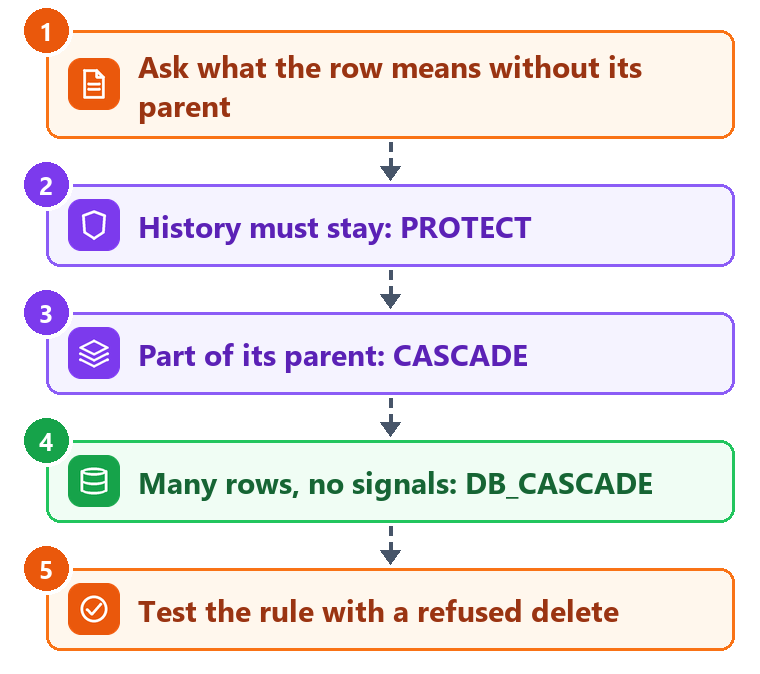 1
Ask what the row means without its
parent
2
History must stay: PROTECT
3
Part of its parent: CASCADE
4
Many rows, no signals: DB_CASCADE
5
Test the rule with a refused delete